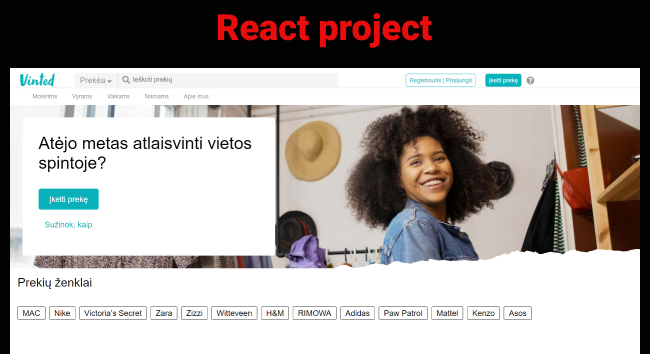 React project
Vinted Prekėa Ieškoti prekių Registruotis | Prisijungti Įkelti prekę ?
Moterims Vyrams Vaikams Namams Apie mus
Atėjo metas atlaisvinti vietos
spintoje?
Įkelti prekę
Sužinok, kaip
Prekių ženklai
MAC Nike Victoria's Secret Zara Zizzi Witteveen H&M RIMOWA Adidas Paw Patrol Mattel Kenzo Asos